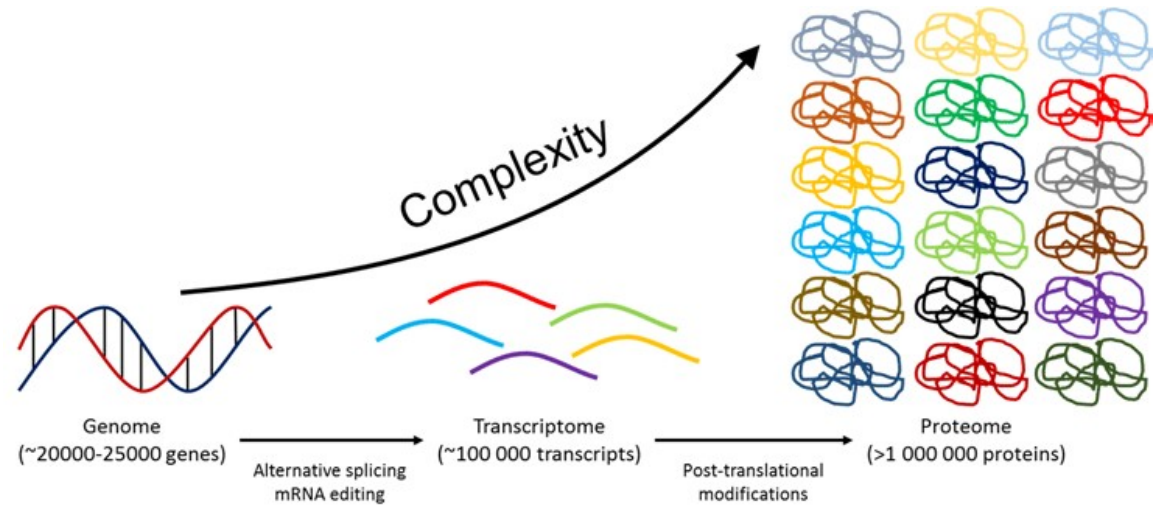 Complexity
Genome
(~20000-25000 genes)
Alternative splicing
mRNA editing
Transcriptome
(~100 000 transcripts)
Post-translational
modifications
Proteome
(>1 000 000 proteins)